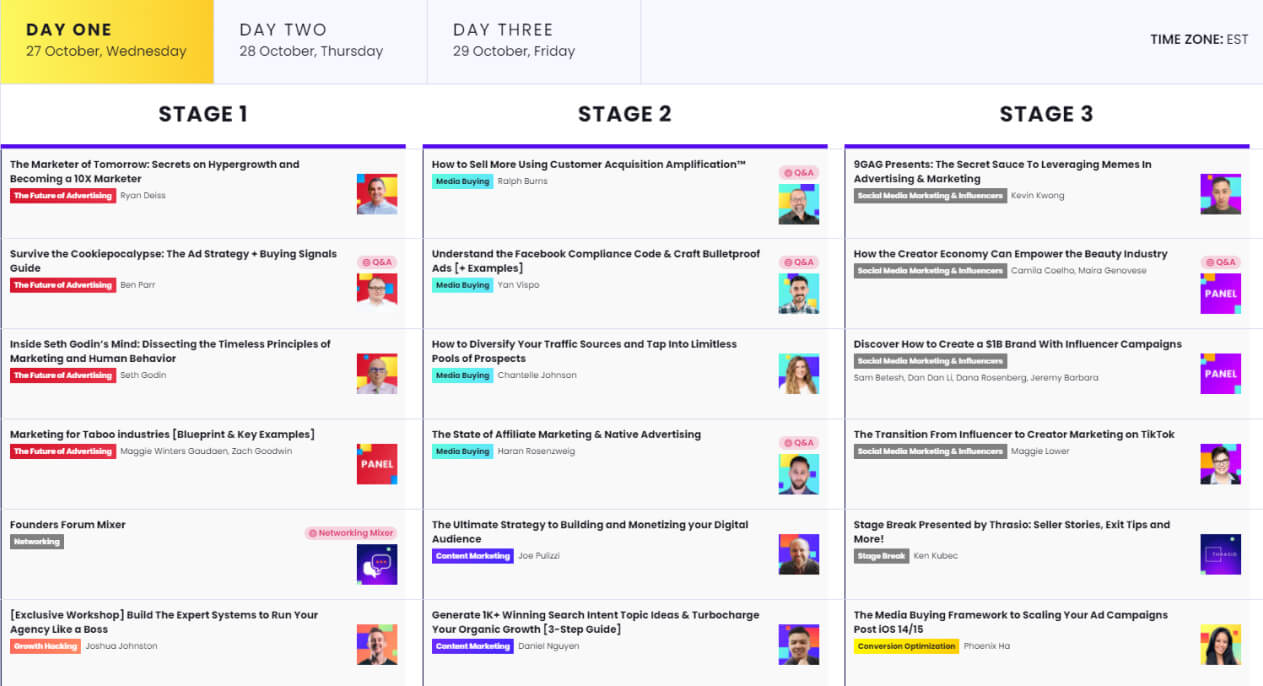 DAY ONE
27 October, Wednesday
DAY TWO
28 October, Thursday
DAY THREE
29 October, Friday
TIME ZONE: EST
STAGE 1
STAGE 2
STAGE 3
The Marketer of Tomorrow: Secrets on Hypergrowth and
Becoming a 10X Marketer
The Future of Advertising Ryan Deiss
Survive the Cookiepocalypse: The Ad Strategy + Buying Signals
Guide
Q&A
The Future of Advertising Ben Parr
Inside Seth Godin's Mind: Dissecting the Timeless Principles of
Marketing and Human Behavior
The Future of Advertising Seth Godin
Marketing for Taboo industries [Blueprint & Key Examples]
The Future of Advertising Maggie Winters Gaudaen, Zach Goodwin
PANEL
Founders Forum Mixer
Networking Mixer
Networking
[Exclusive Workshop] Build The Expert Systems to Run Your
Agency Like a Boss
Growth Hacking Joshua Johnston
How to Sell More Using Customer Acquisition Amplification™
Q&A
Media Buying Ralph Burns
Understand the Facebook Compliance Code & Craft Bulletproof
Ads [+ Examples]
Q&A
Media Buying Yan Vispo
How to Diversify Your Traffic Sources and Tap Into Limitless
Pools of Prospects
Media Buying Chantelle Johnson
The State of Affiliate Marketing & Native Advertising
Q&A
Media Buying Haran Rosenzweig
The Ultimate Strategy to Building and Monetizing your Digital
Audience
Content Marketing Joe Pulizzi
Generate 1K+ Winning Search Intent Topic Ideas & Turbocharge
Your Organic Growth [3-Step Guide]
Content Marketing Daniel Nguyen
9GAG Presents: The Secret Sauce To Leveraging Memes In
Advertising & Marketing
Social Media Marketing & Influencers Kevin Kwong
How the Creator Economy Can Empower the Beauty Industry
Q&A
Social Media Marketing & Influencers Camila Coelho, Maira Genovese
PANEL
Discover How to Create a $1B Brand With Influencer Campaigns
Social Media Marketing & Influencers
Sam Betesh, Dan Dan Li, Dana Rosenberg, Jeremy Barbara
PANEL
The Transition From Influencer to Creator Marketing on TikTok
Social Media Marketing & Influencers Maggie Lower
Stage Break Presented by Thrasio: Seller Stories, Exit Tips and
More!
Stage Break Ken Kubec
THRASIO
The Media Buying Framework to Scaling Your Ad Campaigns
Post iOS 14/15
Conversion Optimization Phoenix Ha